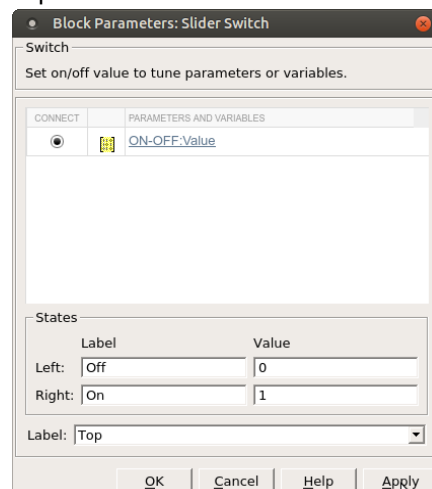 Block Parameters: Slider Switch
Switch
Set on/off value to tune parameters or variables.
CONNECT PARAMETERS AND VARIABLES
ON-OFF:Value
States
Label Value
Left: Off 0
Right: On 1
Label: Top
OK Cancel Help Apply